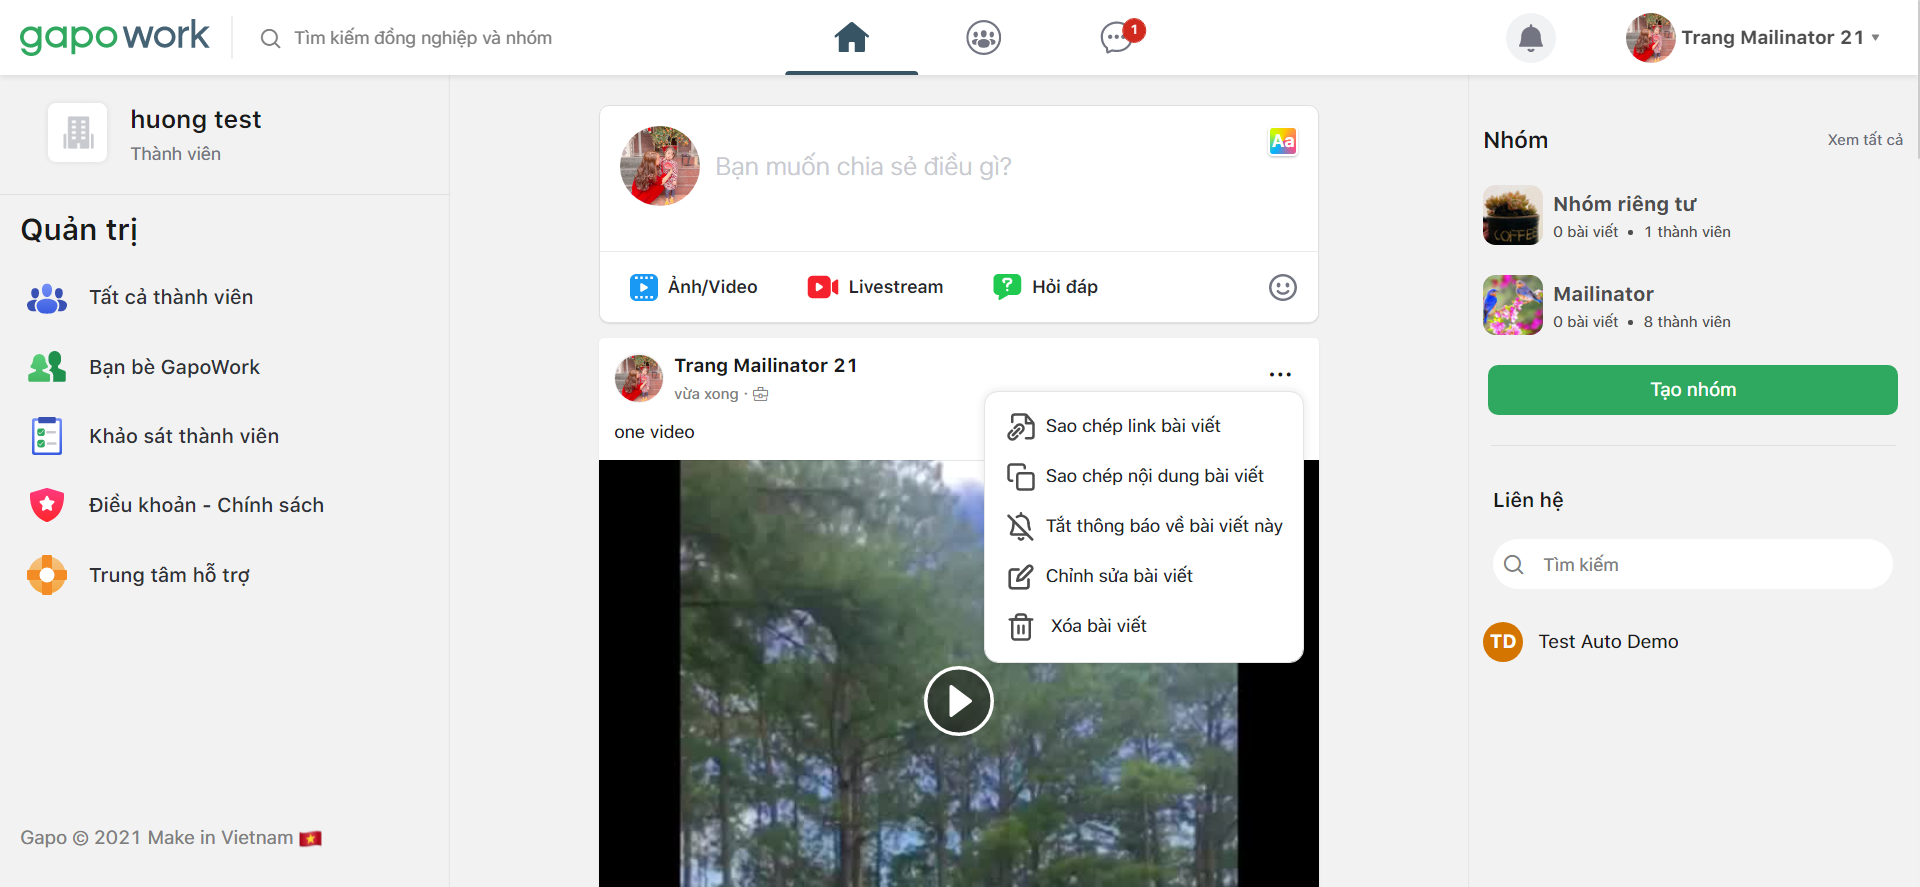 gapowork
Tìm kiếm đồng nghiệp và nhóm
1
Trang Mailinator 21
huong test
Thành viên
Quản trị
Tất cả thành viên
Bạn bè GapoWork
Khảo sát thành viên
Điều khoản - Chính sách
Trung tâm hỗ trợ
Gapo © 2021 Make in Vietnam
Bạn muốn chia sẻ điều gì?
Aa
Ảnh/Video
Livestream
Hỏi đáp
Trang Mailinator 21
vừa xong ·
one video
Sao chép link bài viết
Sao chép nội dung bài viết
Tắt thông báo về bài viết này
Chỉnh sửa bài viết
Xóa bài viết
Nhóm
Xem tất cả
COFFEE
Nhóm riêng tư
0 bài viết • 1 thành viên
Mailinator
0 bài viết • 8 thành viên
Tạo nhóm
Liên hệ
Tìm kiếm
TD
Test Auto Demo